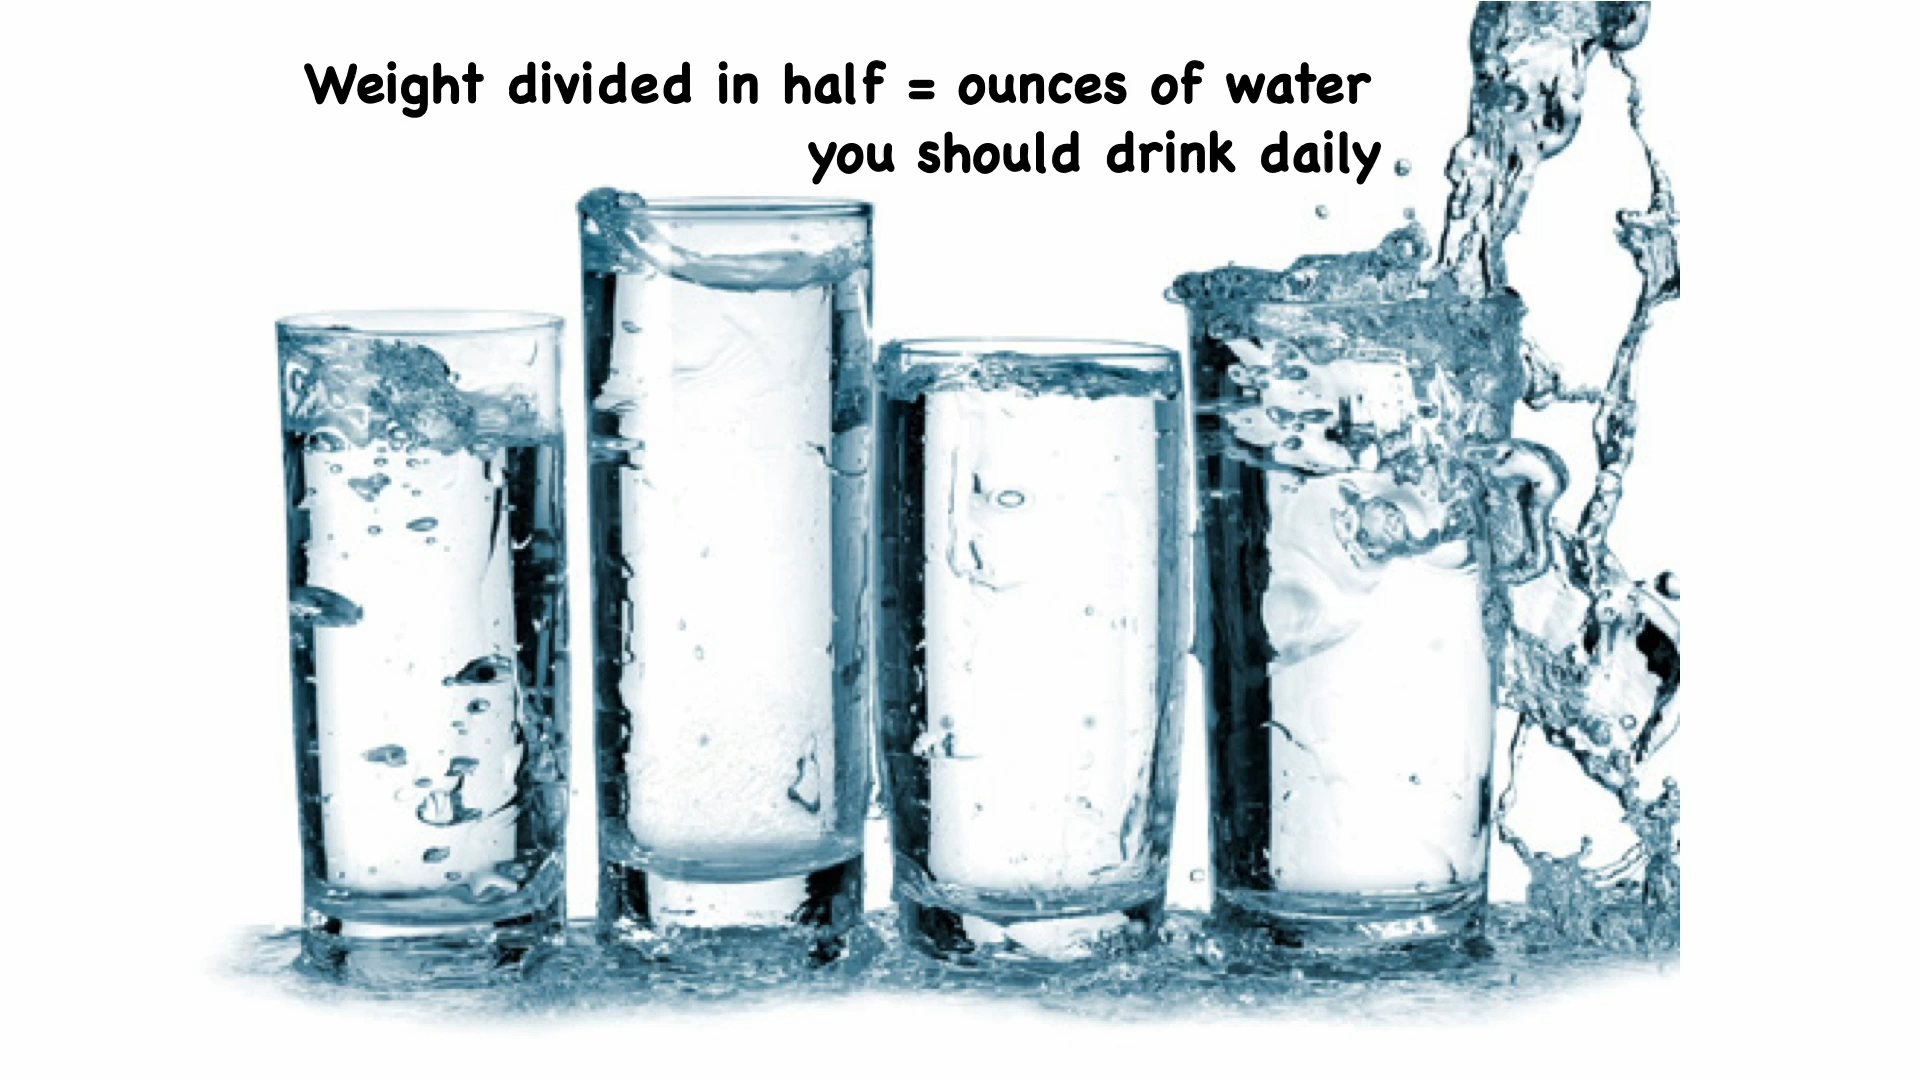 Weight divided in half = ounces of water
you should drink daily